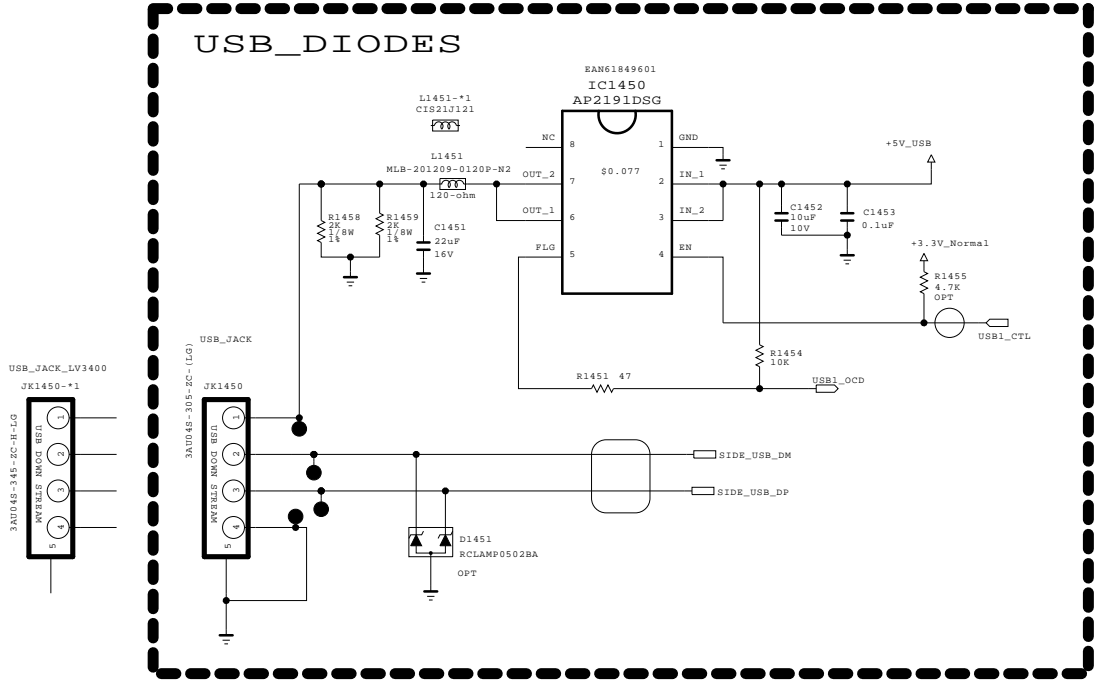 USB_DIODES
EAN61849601
IC1450
AP2191DSG
L1451-*1
CIS21J121
L1451
MLB-201209-0120P-N2
120-ohm
NC
8
1
GND
$0.077
OUT_2
7
2
IN_1
OUT_1
6
3
IN_2
FLG
5
4
EN
+5V_USB
R1458
2K
1/8W
1%
R1459
2K
1/8W
1%
C1451
22uF
16V
C1452
10uF
10V
C1453
0.1uF
+3.3V_Normal
R1455
4.7K
OPT
USB1_CTL
R1454
10K
R1451 47
USB1_OCD
USB_JACK_LV3400
JK1450-*1
3AU04S-345-ZC-H-LG
USB DOWN STREAM
1
2
3
4
5
USB_JACK
3AU04S-305-ZC-(LG)
JK1450
USB DOWN STREAM
1
2
3
4
5
SIDE_USB_DM
SIDE_USB_DP
D1451
RCLAMP0502BA
OPT